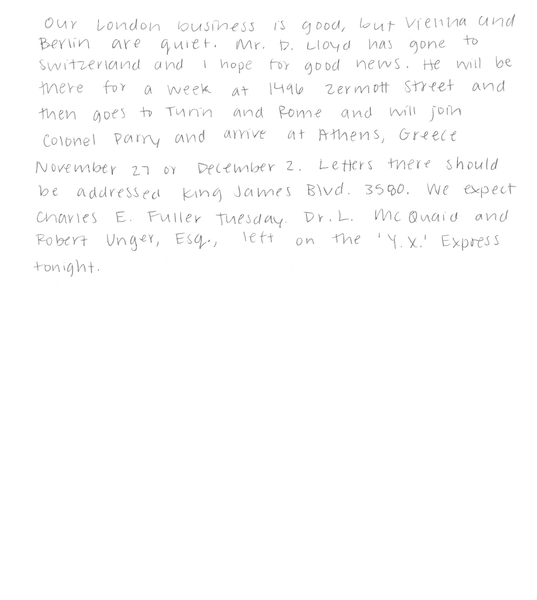 Our London business is good, but Vienna and
Berlin are quiet. Mr. D. Lloyd has gone to
Switzerland and I hope for good news. He will be
there for a week at 1496 Zermott Street and
then goes to Turin and Rome and will join
Colonel Parry and arrive at Athens, Greece
November 27 or December 2. Letters there should
be addressed King James Blvd. 3580. We expect
Charles E. Fuller Tuesday. Dr. L. McQuaid and
Robert Unger, Esq., left on the 'Y.X.' Express
tonight.